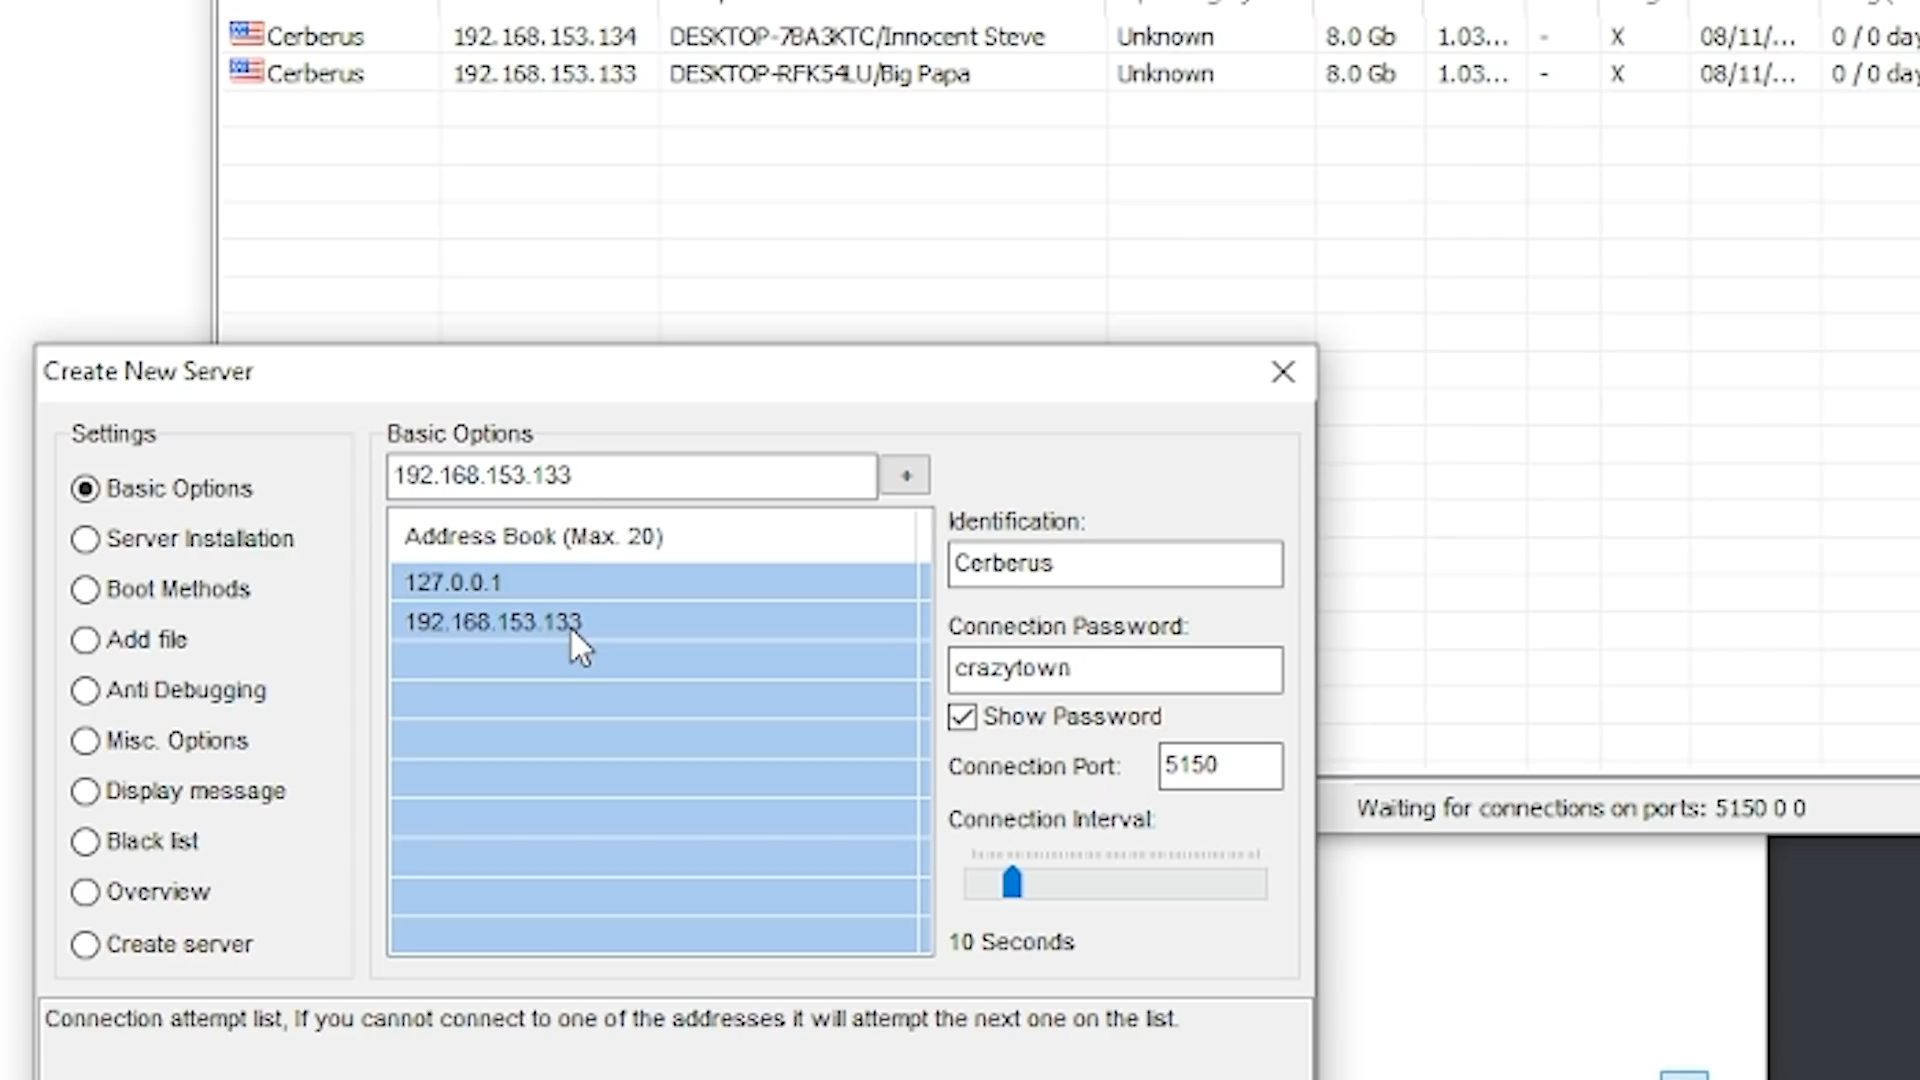 Cerberus 192.168.153.134 DESKTOP-7BA3KTC/Innocent Steve Unknown 8.0 Gb 1.03... - X 08/11/... 0 / 0 day
Cerberus 192.168.153.133 DESKTOP-RFK54LU/Big Papa Unknown 8.0 Gb 1.03... - X 08/11/... 0 / 0 day
Create New Server
Settings
Basic Options
Server Installation
Boot Methods
Add file
Anti Debugging
Misc. Options
Display message
Black list
Overview
Create server
Basic Options
192.168.153.133 +
Address Book (Max. 20)
127.0.0.1
192.168.153.133
Identification:
Cerberus
Connection Password:
crazytown
Show Password
Connection Port: 5150
Connection Interval:
10 Seconds
Connection attempt list, If you cannot connect to one of the addresses it will attempt the next one on the list.
Waiting for connections on ports: 5150 0 0